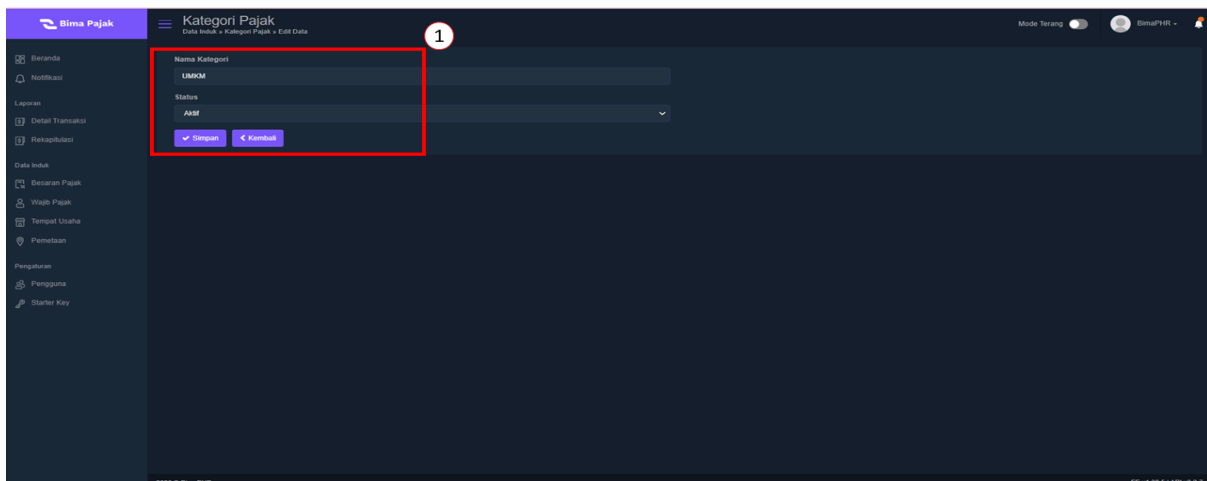 Bima Pajak
Kategori Pajak
Data Induk » Kategori Pajak » Edit Data
Mode Terang
BimaPHR
1
Beranda
Notifikasi
Laporan
Detail Transaksi
Rekapitulasi
Data Induk
Besaran Pajak
Wajib Pajak
Tempat Usaha
Pemetaan
Pengaturan
Pengguna
Starter Key
Nama Kategori
UMKM
Status
Aktif
Simpan
Kembali